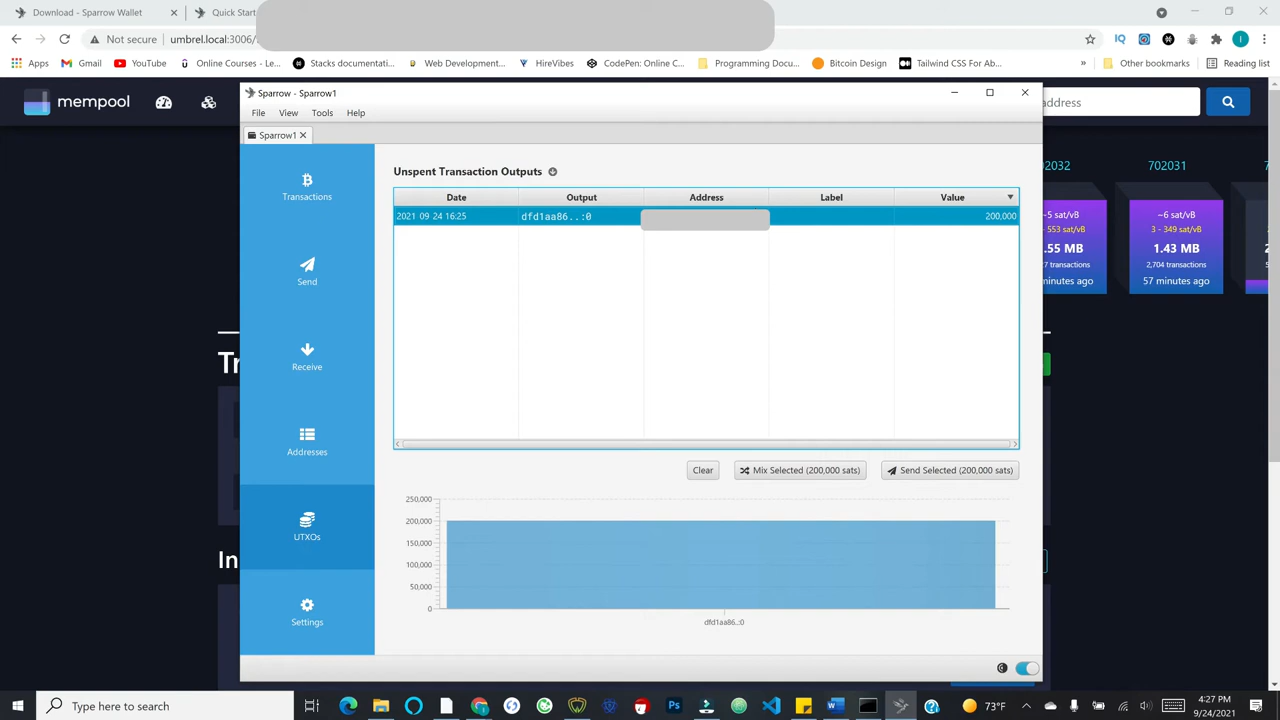 Download - Sparrow Wallet
Quick Start
Not secure umbrel.local:3006/
Apps Gmail YouTube Online Courses - Le... Stacks documentati... Web Development... HireVibes CodePen: Online C... Programming Docu... Bitcoin Design Tailwind CSS For Ab... » Other bookmarks Reading list
mempool
address
Sparrow - Sparrow1
File View Tools Help
Sparrow1
Transactions
Send
Receive
Addresses
UTXOs
Settings
Unspent Transaction Outputs
Date Output Address Label Value
2021 09 24 16:25 dfd1aa86..:0 200,000
Clear
Mix Selected (200,000 sats)
Send Selected (200,000 sats)
250,000
200,000
150,000
100,000
50,000
0
dfd1aa86..:0
Tr
In
2032
~5 sat/vB
553 sat/vB
.55 MB
7 transactions
minutes ago
702031
~6 sat/vB
3 - 349 sat/vB
1.43 MB
2,704 transactions
57 minutes ago
Type here to search
73°F
4:27 PM
9/24/2021